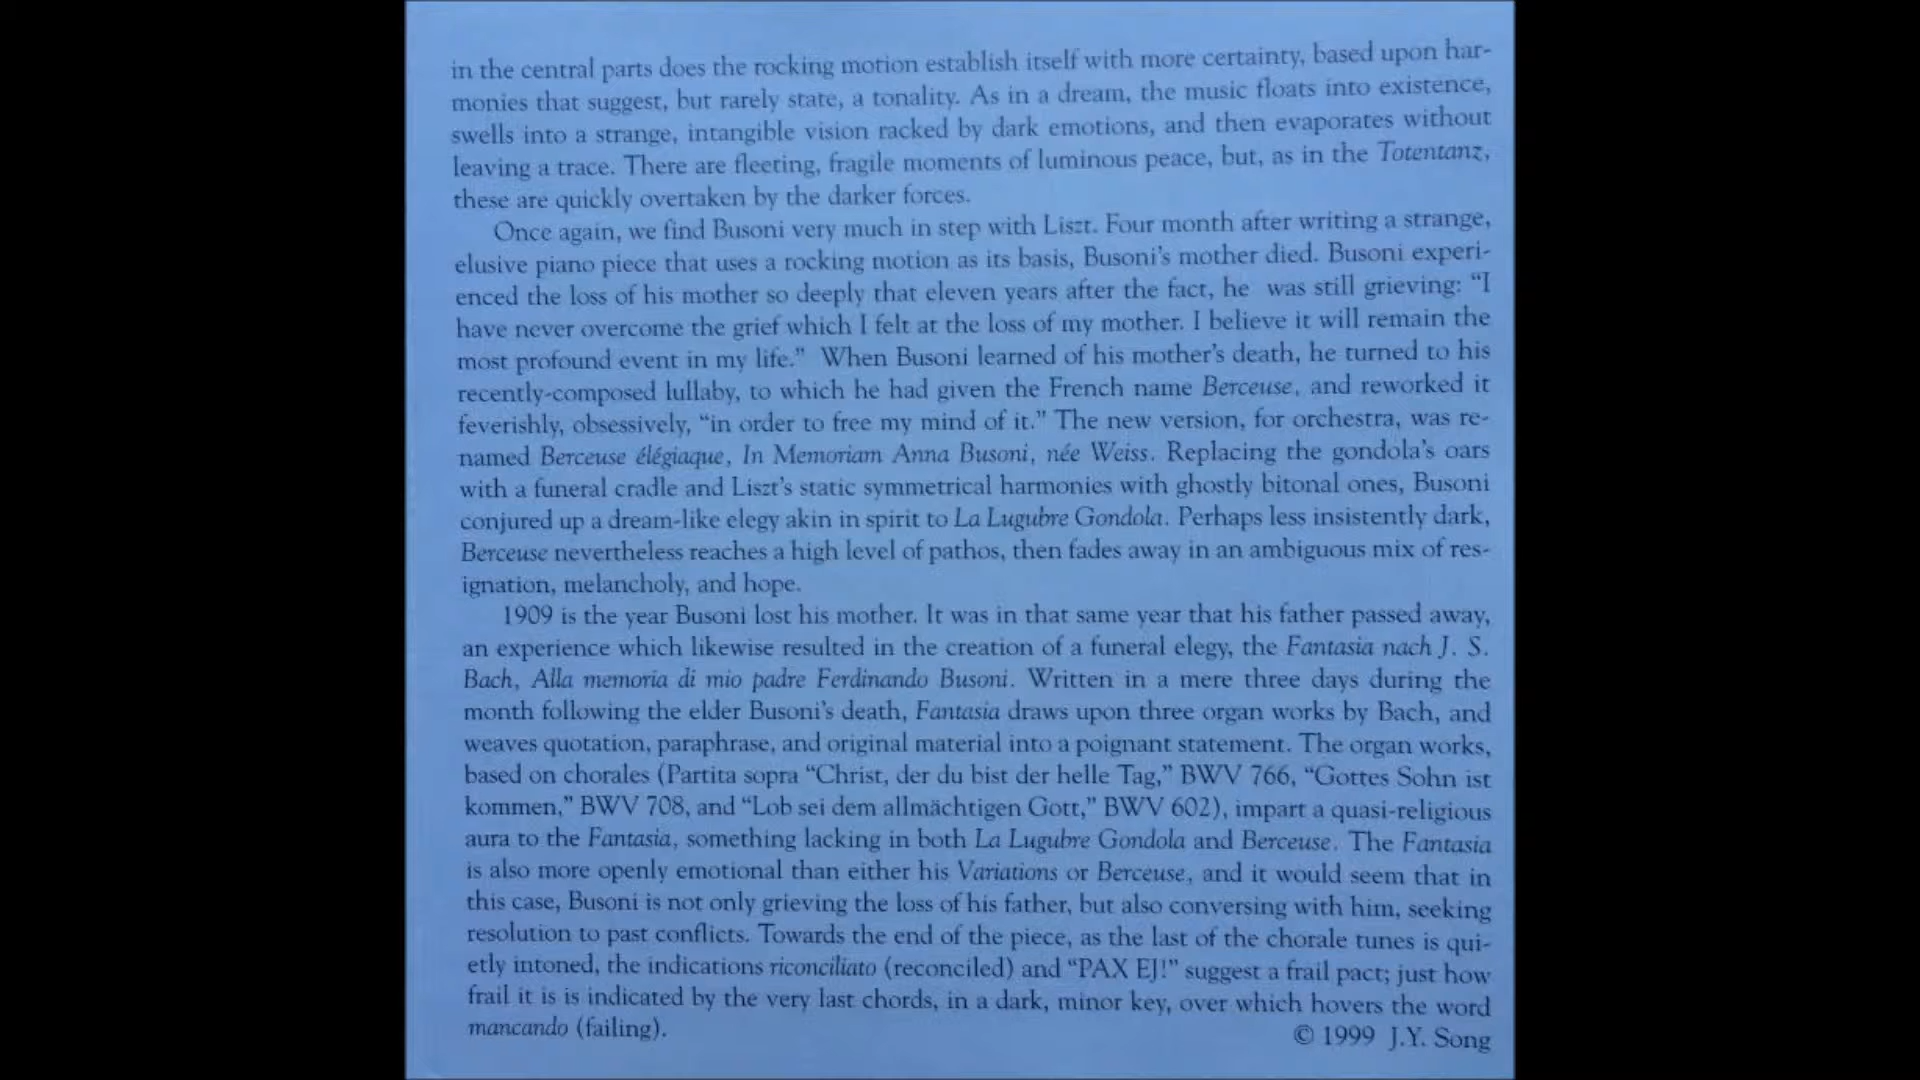 in the central parts does the rocking motion establish itself with more certainty, based upon har-
monies that suggest, but rarely state, a tonality. As in a dream, the music floats into existence,
swells into a strange, intangible vision racked by dark emotions, and then evaporates without
leaving a trace. There are fleeting, fragile moments of luminous peace, but, as in the Totentanz,
these are quickly overtaken by the darker forces.
Once again, we find Busoni very much in step with Liszt. Four month after writing a strange,
elusive piano piece that uses a rocking motion as its basis, Busoni's mother died. Busoni experi-
enced the loss of his mother so deeply that eleven years after the fact, he was still grieving: “I
have never overcome the grief which I felt at the loss of my mother. I believe it will remain the
most profound event in my life.” When Busoni learned of his mother's death, he turned to his
recently-composed lullaby, to which he had given the French name Berceuse, and reworked it
feverishly, obsessively, “in order to free my mind of it.” The new version, for orchestra, was re-
named Berceuse élégiaque, In Memoriam Anna Busoni, née Weiss. Replacing the gondola's oars
with a funeral cradle and Liszt's static symmetrical harmonies with ghostly bitonal ones, Busoni
conjured up a dream-like elegy akin in spirit to La Lugubre Gondola. Perhaps less insistently dark,
Berceuse nevertheless reaches a high level of pathos, then fades away in an ambiguous mix of res-
ignation, melancholy, and hope.
1909 is the year Busoni lost his mother. It was in that same year that his father passed away,
an experience which likewise resulted in the creation of a funeral elegy, the Fantasia nach J. S.
Bach, Alla memoria di mio padre Ferdinando Busoni. Written in a mere three days during the
month following the elder Busoni's death, Fantasia draws upon three organ works by Bach, and
weaves quotation, paraphrase, and original material into a poignant statement. The organ works,
based on chorales (Partita sopra “Christ, der du bist der helle Tag,” BWV 766, “Gottes Sohn ist
kommen,” BWV 708, and “Lob sei dem allmächtigen Gott,” BWV 602), impart a quasi-religious
aura to the Fantasia, something lacking in both La Lugubre Gondola and Berceuse. The Fantasia
is also more openly emotional than either his Variations or Berceuse, and it would seem that in
this case, Busoni is not only grieving the loss of his father, but also conversing with him, seeking
resolution to past conflicts. Towards the end of the piece, as the last of the chorale tunes is qui-
etly intoned, the indications riconciliato (reconciled) and “PAX EJ!” suggest a frail pact; just how
frail it is is indicated by the very last chords, in a dark, minor key, over which hovers the word
mancando (failing).
© 1999 J.Y. Song